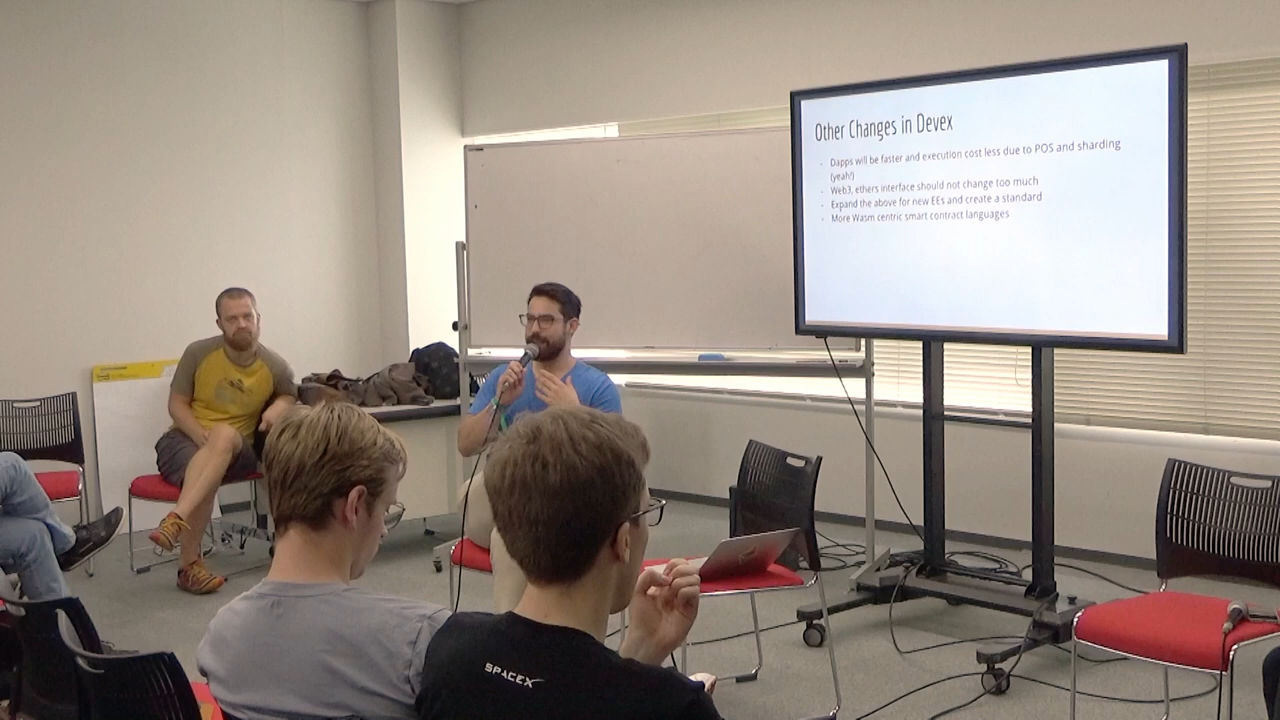 Other Changes in Devex
- Dapps will be faster and execution cost less due to POS and sharding
(yeah!)
- Web3, ethers interface should not change too much
- Expand the above for new EEs and create a standard
- More Wasm centric smart contract languages
SPACEX